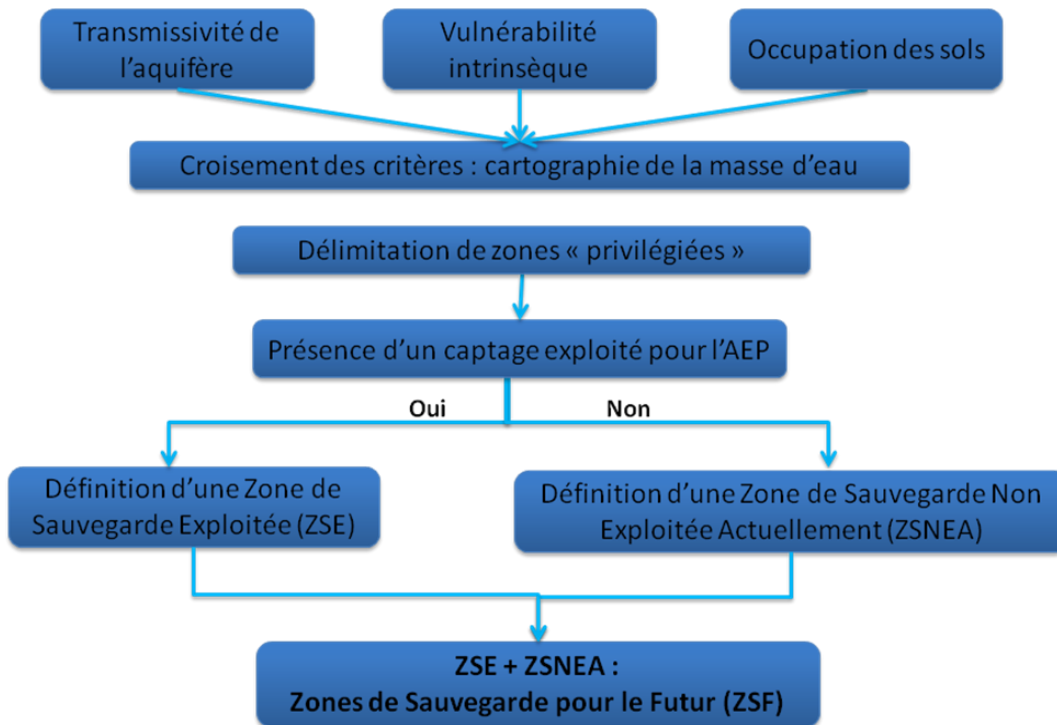 Transmissivité de
l'aquifère
Vulnérabilité
intrinsèque
Occupation des sols
Croisement des critères : cartographie de la masse d'eau
Délimitation de zones « privilégiées »
Présence d'un captage exploité pour l'AEP
Oui
Non
Définition d'une Zone de
Sauvegarde Exploitée (ZSE)
Définition d'une Zone de Sauvegarde Non
Exploitée Actuellement (ZSNEA)
ZSE + ZSNEA :
Zones de Sauvegarde pour le Futur (ZSF)